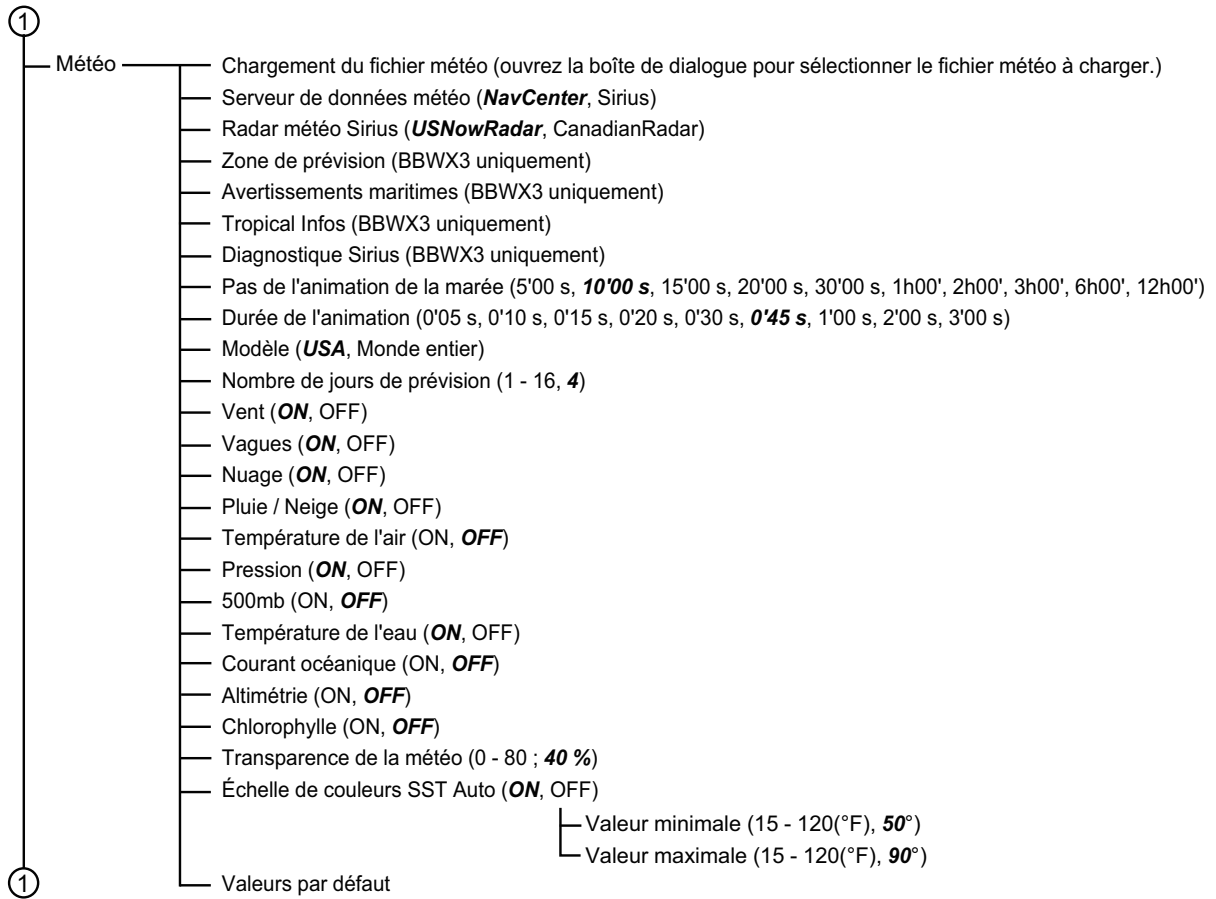 1
Météo
Chargement du fichier météo (ouvrez la boîte de dialogue pour sélectionner le fichier météo à charger.)
Serveur de données météo (NavCenter, Sirius)
Radar météo Sirius (USNowRadar, CanadianRadar)
Zone de prévision (BBWX3 uniquement)
Avertissements maritimes (BBWX3 uniquement)
Tropical Infos (BBWX3 uniquement)
Diagnostique Sirius (BBWX3 uniquement)
Pas de l'animation de la marée (5'00 s, 10'00 s, 15'00 s, 20'00 s, 30'00 s, 1h00', 2h00', 3h00', 6h00', 12h00')
Durée de l'animation (0'05 s, 0'10 s, 0'15 s, 0'20 s, 0'30 s, 0'45 s, 1'00 s, 2'00 s, 3'00 s)
Modèle (USA, Monde entier)
Nombre de jours de prévision (1 - 16, 4)
Vent (ON, OFF)
Vagues (ON, OFF)
Nuage (ON, OFF)
Pluie / Neige (ON, OFF)
Température de l'air (ON, OFF)
Pression (ON, OFF)
500mb (ON, OFF)
Température de l'eau (ON, OFF)
Courant océanique (ON, OFF)
Altimétrie (ON, OFF)
Chlorophylle (ON, OFF)
Transparence de la météo (0 - 80 ; 40 %)
Échelle de couleurs SST Auto (ON, OFF)
Valeur minimale (15 - 120(°F), 50°)
Valeur maximale (15 - 120(°F), 90°)
Valeurs par défaut
1